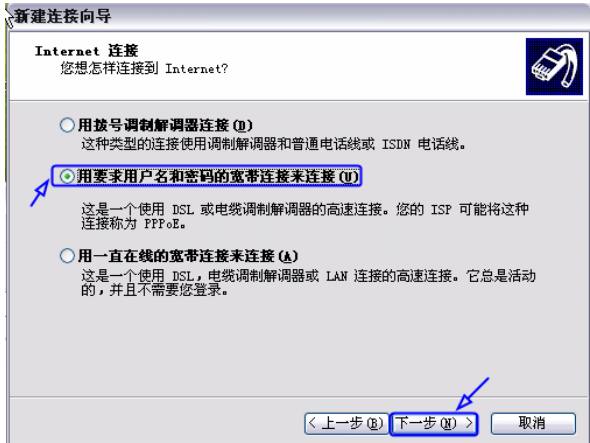 新建连接向导
Internet 连接
您想怎样连接到 Internet?
用拨号调制解调器连接(D)
这种类型的连接使用调制解调器和普通电话线或 ISDN 电话线。
用要求用户名和密码的宽带连接来连接(U)
这是一个使用 DSL 或电缆调制解调器的高速连接。您的 ISP 可能将这种
连接称为 PPPoE。
用一直在线的宽带连接来连接(A)
这是一个使用 DSL，电缆调制解调器或 LAN 连接的高速连接。它总是活动
的，并且不需要您登录。
< 上一步(B) 下一步(N) > 取消